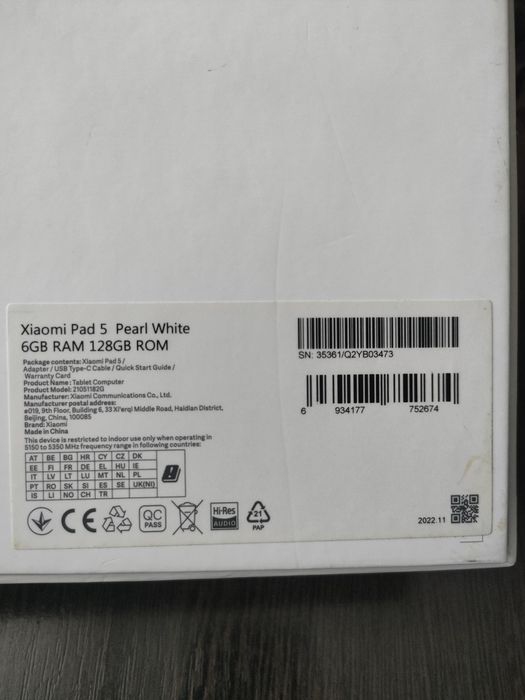 Xiaomi Pad 5 Pearl White
6GB RAM 128GB ROM
Package contents: Xiaomi Pad 5 /
Adapter / USB Type-C Cable / Quick Start Guide /
Warranty Card
Product Name: Tablet Computer
Product Model: 21051182G
Manufacturer: Xiaomi Communications Co., Ltd.
Manufacturer postal address:
#019, 9th Floor, Building 6, 33 Xi'erqi Middle Road, Haidian District,
Beijing, China, 100085
Brand: Xiaomi
Made in China
This device is restricted to indoor use only when operating in
5150 to 5350 MHz frequency range in following countries:
AT BE BG HR CY CZ DK
EE FI FR DE EL HU IE
IT LV LT LU MT NL PL
PT RO SK SI ES SE UK(NI)
IS LI NO CH TR
CE
QC
PASS
Hi-Res
AUDIO
21
PAP
SN: 35361/Q2YB03473
6 934177 752674
2022.11